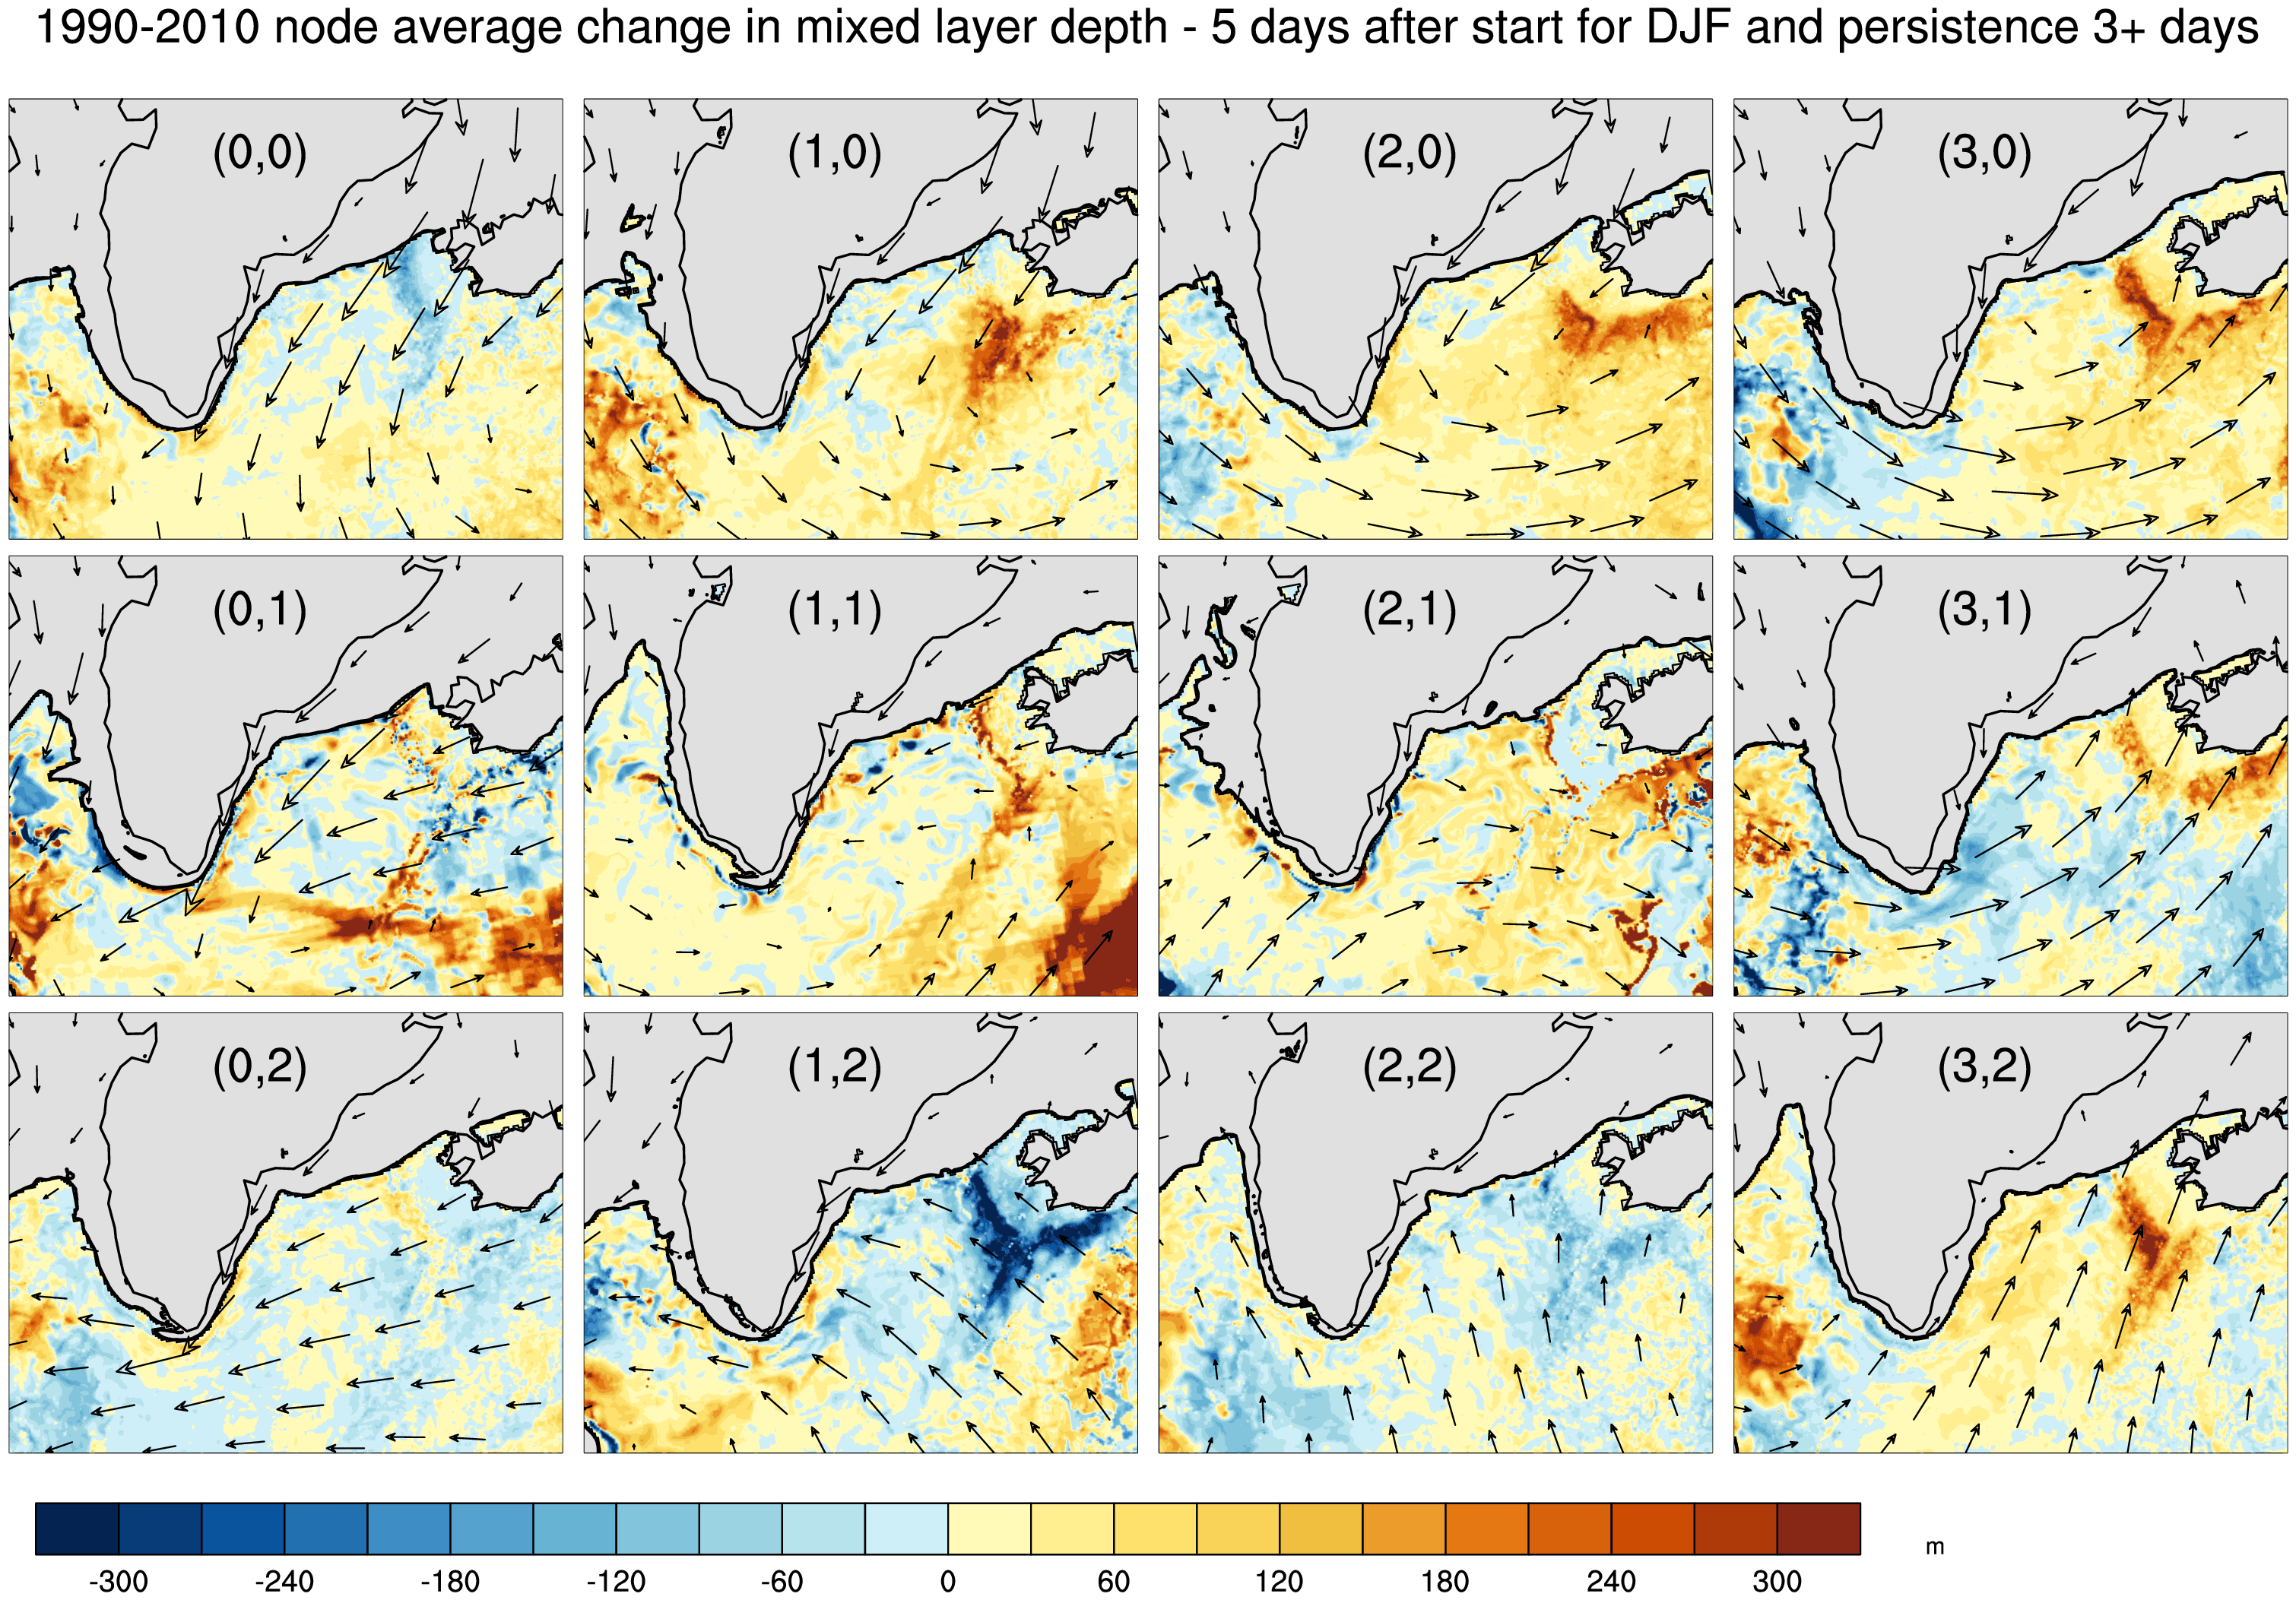 1990-2010 node average change in mixed layer depth - 5 days after start for DJF and persistence 3+ days
(0,0) (1,0) (2,0) (3,0)
(0,1) (1,1) (2,1) (3,1)
(0,2) (1,2) (2,2) (3,2)
m
-300 -240 -180 -120 -60 0 60 120 180 240 300